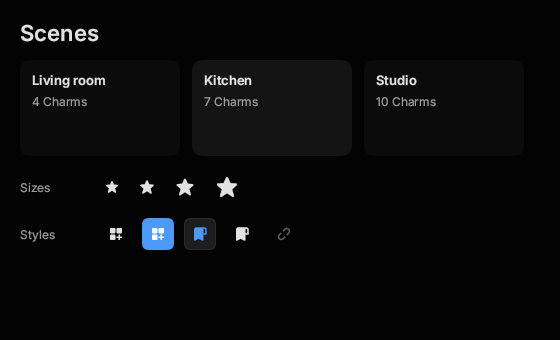 Scenes
Living room
4 Charms
Kitchen
7 Charms
Studio
10 Charms
Sizes
Styles